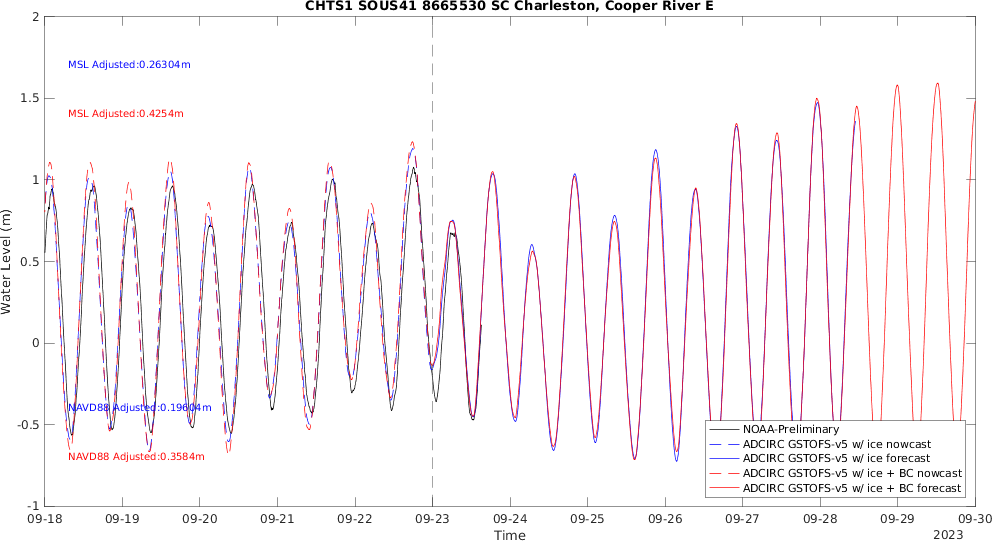 CHTS1 SOUS41 8665530 SC Charleston, Cooper River E
2
1.5
1
0.5
0
-0.5
-1
Water Level (m)
MSL Adjusted:0.26304m
MSL Adjusted:0.4254m
NAVD88 Adjusted:0.19604m
NAVD88 Adjusted:0.3584m
NOAA-Preliminary
ADCIRC GSTOFS-v5 w/ ice nowcast
ADCIRC GSTOFS-v5 w/ ice forecast
ADCIRC GSTOFS-v5 w/ ice + BC nowcast
ADCIRC GSTOFS-v5 w/ ice + BC forecast
09-18 09-19 09-20 09-21 09-22 09-23 09-24 09-25 09-26 09-27 09-28 09-29 09-30
Time
2023